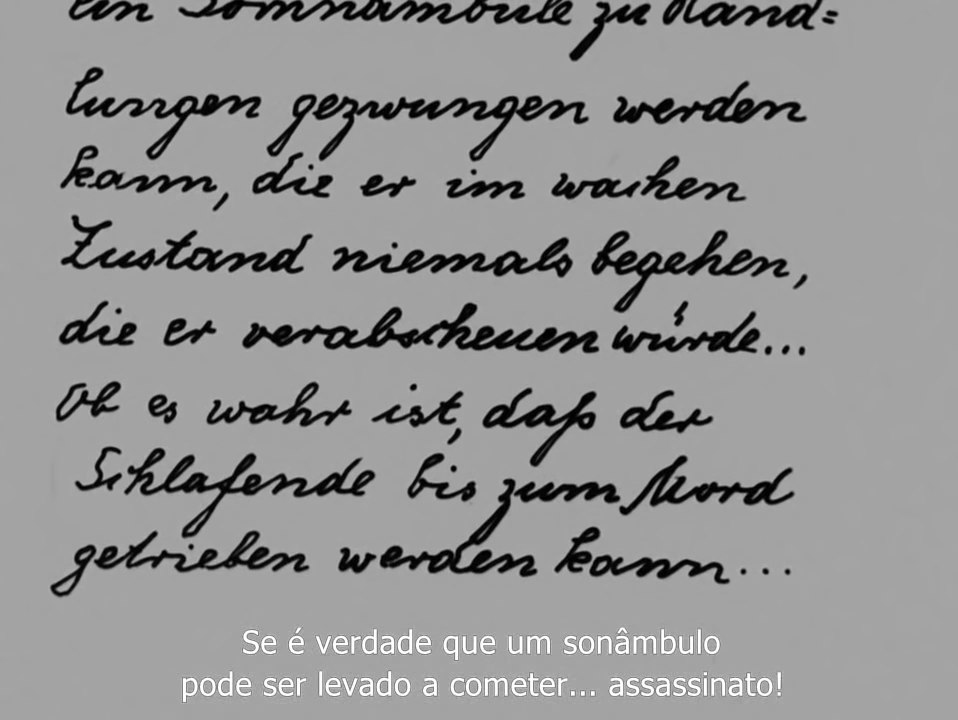 ein Somnambule zu Hand=
lungen gezwungen werden
kann, die er im wachen
Zustand niemals begehen,
die er verabscheuen würde...
Ob es wahr ist, daß der
Schlafende bis zum Mord
getrieben werden kann...
Se é verdade que um sonâmbulo
pode ser levado a cometer... assassinato!